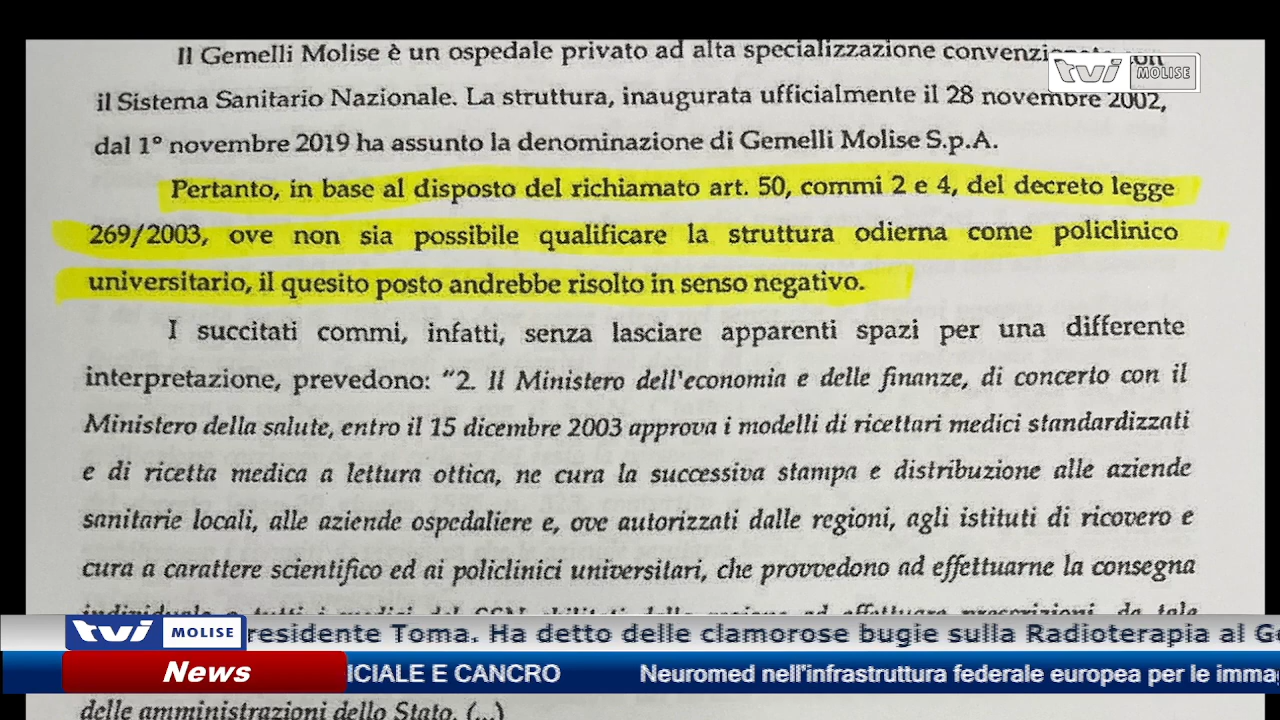 Il Gemelli Molise è un ospedale privato ad alta specializzazione
il Sistema Sanitario Nazionale. La struttura, inaugurata ufficialmente il 28 novembre 2002,
dal 1° novembre 2019 ha assunto la denominazione di Gemelli Molise S.p.A.
Pertanto, in base al disposto del richiamato art. 50, commi 2 e 4, del decreto legge
269/2003, ove non sia possibile qualificare la struttura odierna come policlinico
universitario, il quesito posto andrebbe risolto in senso negativo.
I succitati commi, infatti, senza lasciare apparenti spazi per una differente
interpretazione, prevedono: "2. Il Ministero dell'economia e delle finanze, di concerto con il
Ministero della salute, entro il 15 dicembre 2003 approva i modelli di ricettari medici standardizzati
e di ricetta medica a lettura ottica, ne cura la successiva stampa e distribuzione alle aziende
sanitarie locali, alle aziende ospedaliere e, ove autorizzati dalle regioni, agli istituti di ricovero e
cura a carattere scientifico ed ai policlinici universitari, che provvedono ad effettuarne la consegna
delle amministrazioni dello Stato. (...)
tvi MOLISE
tvi MOLISE
residente Toma. Ha detto delle clamorose bugie sulla Radioterapia al G
News
ICIALE E CANCRO Neuromed nell'infrastruttura federale europea per le imma